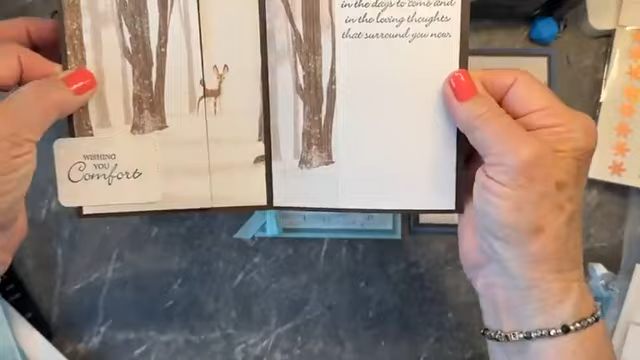 in the days to come and
in the loving thoughts
that surround you now
WISHING
YOU
Comfort